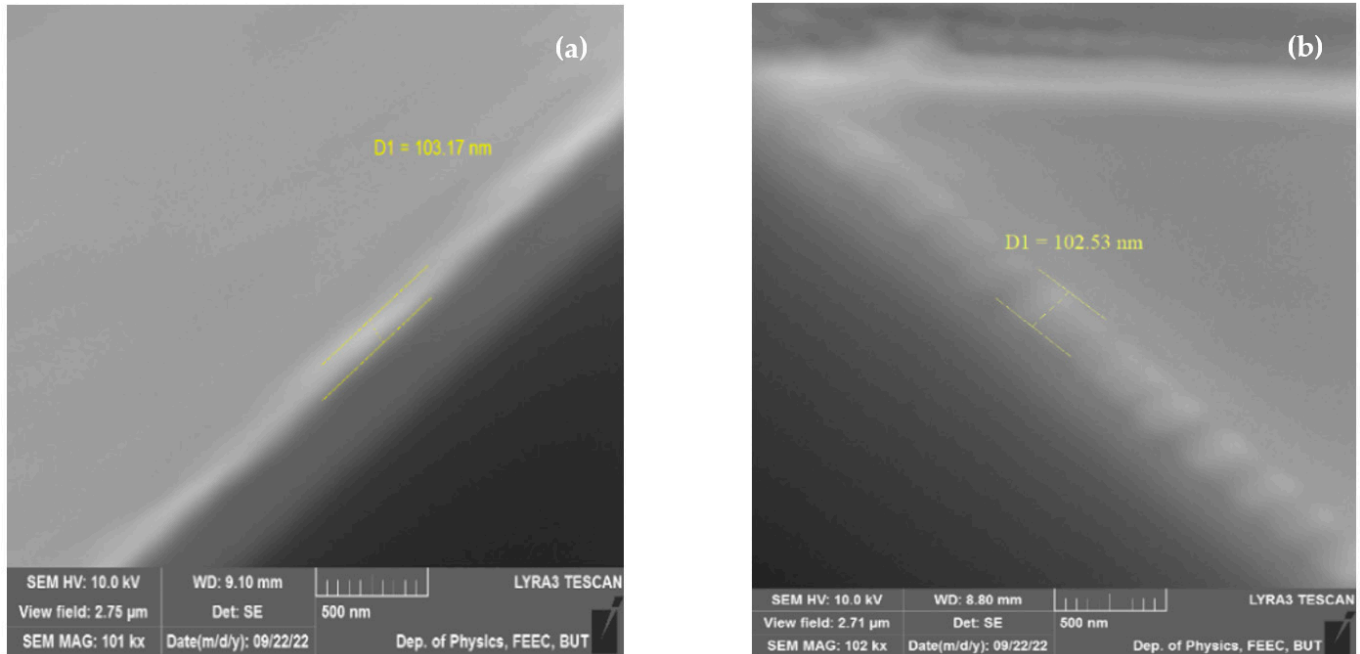 (a)
D1 = 103.17 nm
SEM HV: 10.0 kV WD: 9.10 mm LYRA3 TESCAN
View field: 2.75 µm Det: SE 500 nm
SEM MAG: 101 kx Date(m/d/y): 09/22/22 Dep. of Physics, FEEC, BUT
(b)
D1 = 102.53 nm
SEM HV: 10.0 kV WD: 8.80 mm LYRA3 TESCAN
View field: 2.71 µm Det: SE 500 nm
SEM MAG: 102 kx Date(m/d/y): 09/22/22 Dep. of Physics, FEEC, BUT